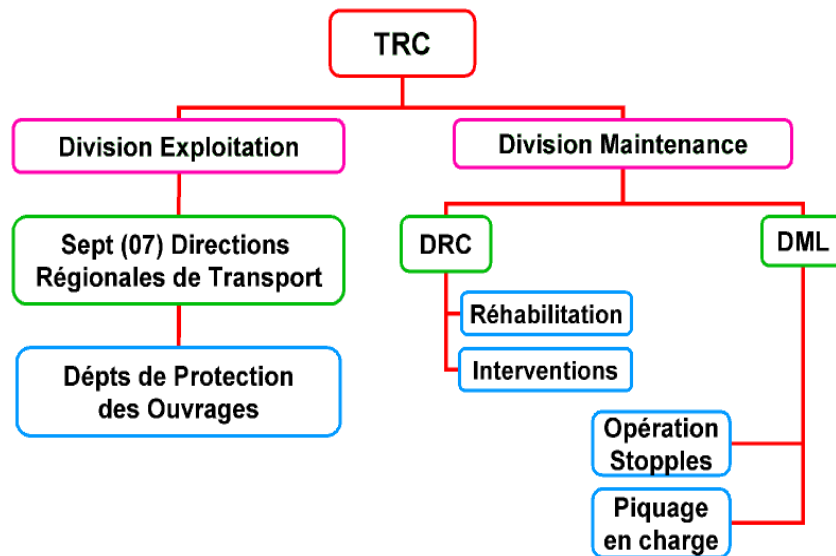 TRC
Division Exploitation
Division Maintenance
Sept (07) Directions
Régionales de Transport
DRC
DML
Réhabilitation
Interventions
Dépts de Protection
des Ouvrages
Opération
Stopples
Piquage
en charge